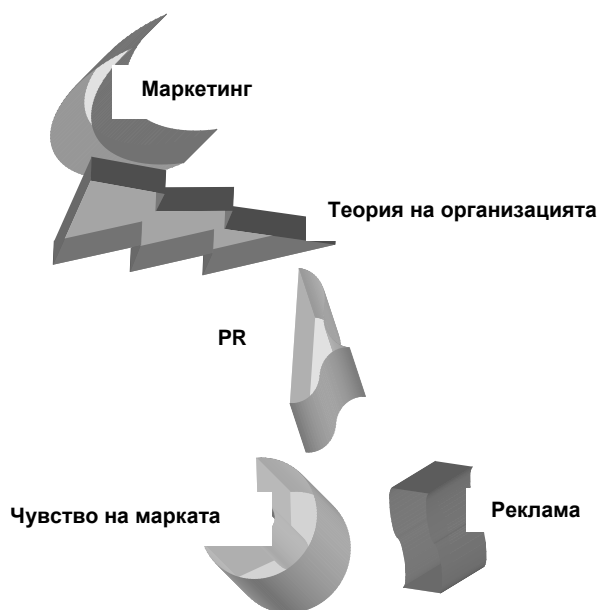 Маркетинг
Теория на организацията
PR
Чувство на марката
Реклама